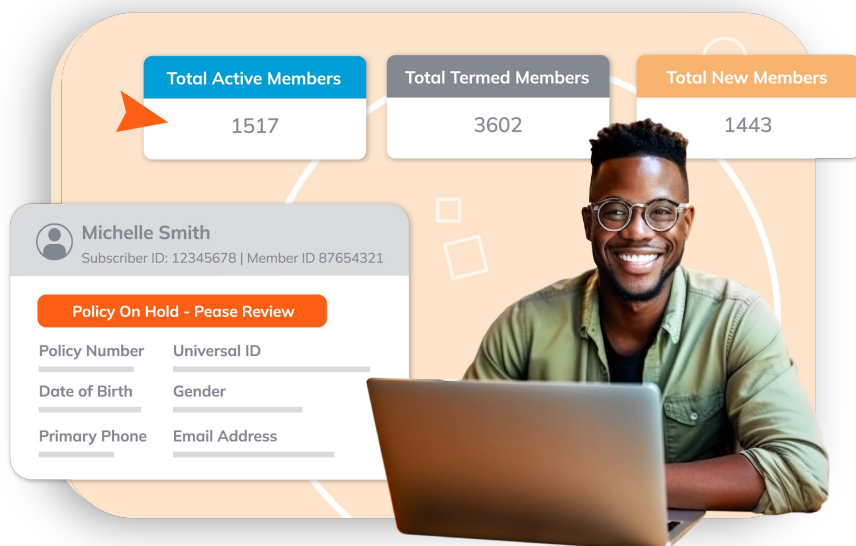 Total Active Members
1517
Total Termed Members
3602
Total New Members
1443
Michelle Smith
Subscriber ID: 12345678 | Member ID 87654321
Policy On Hold - Pease Review
Policy Number
Universal ID
Date of Birth
Gender
Primary Phone
Email Address